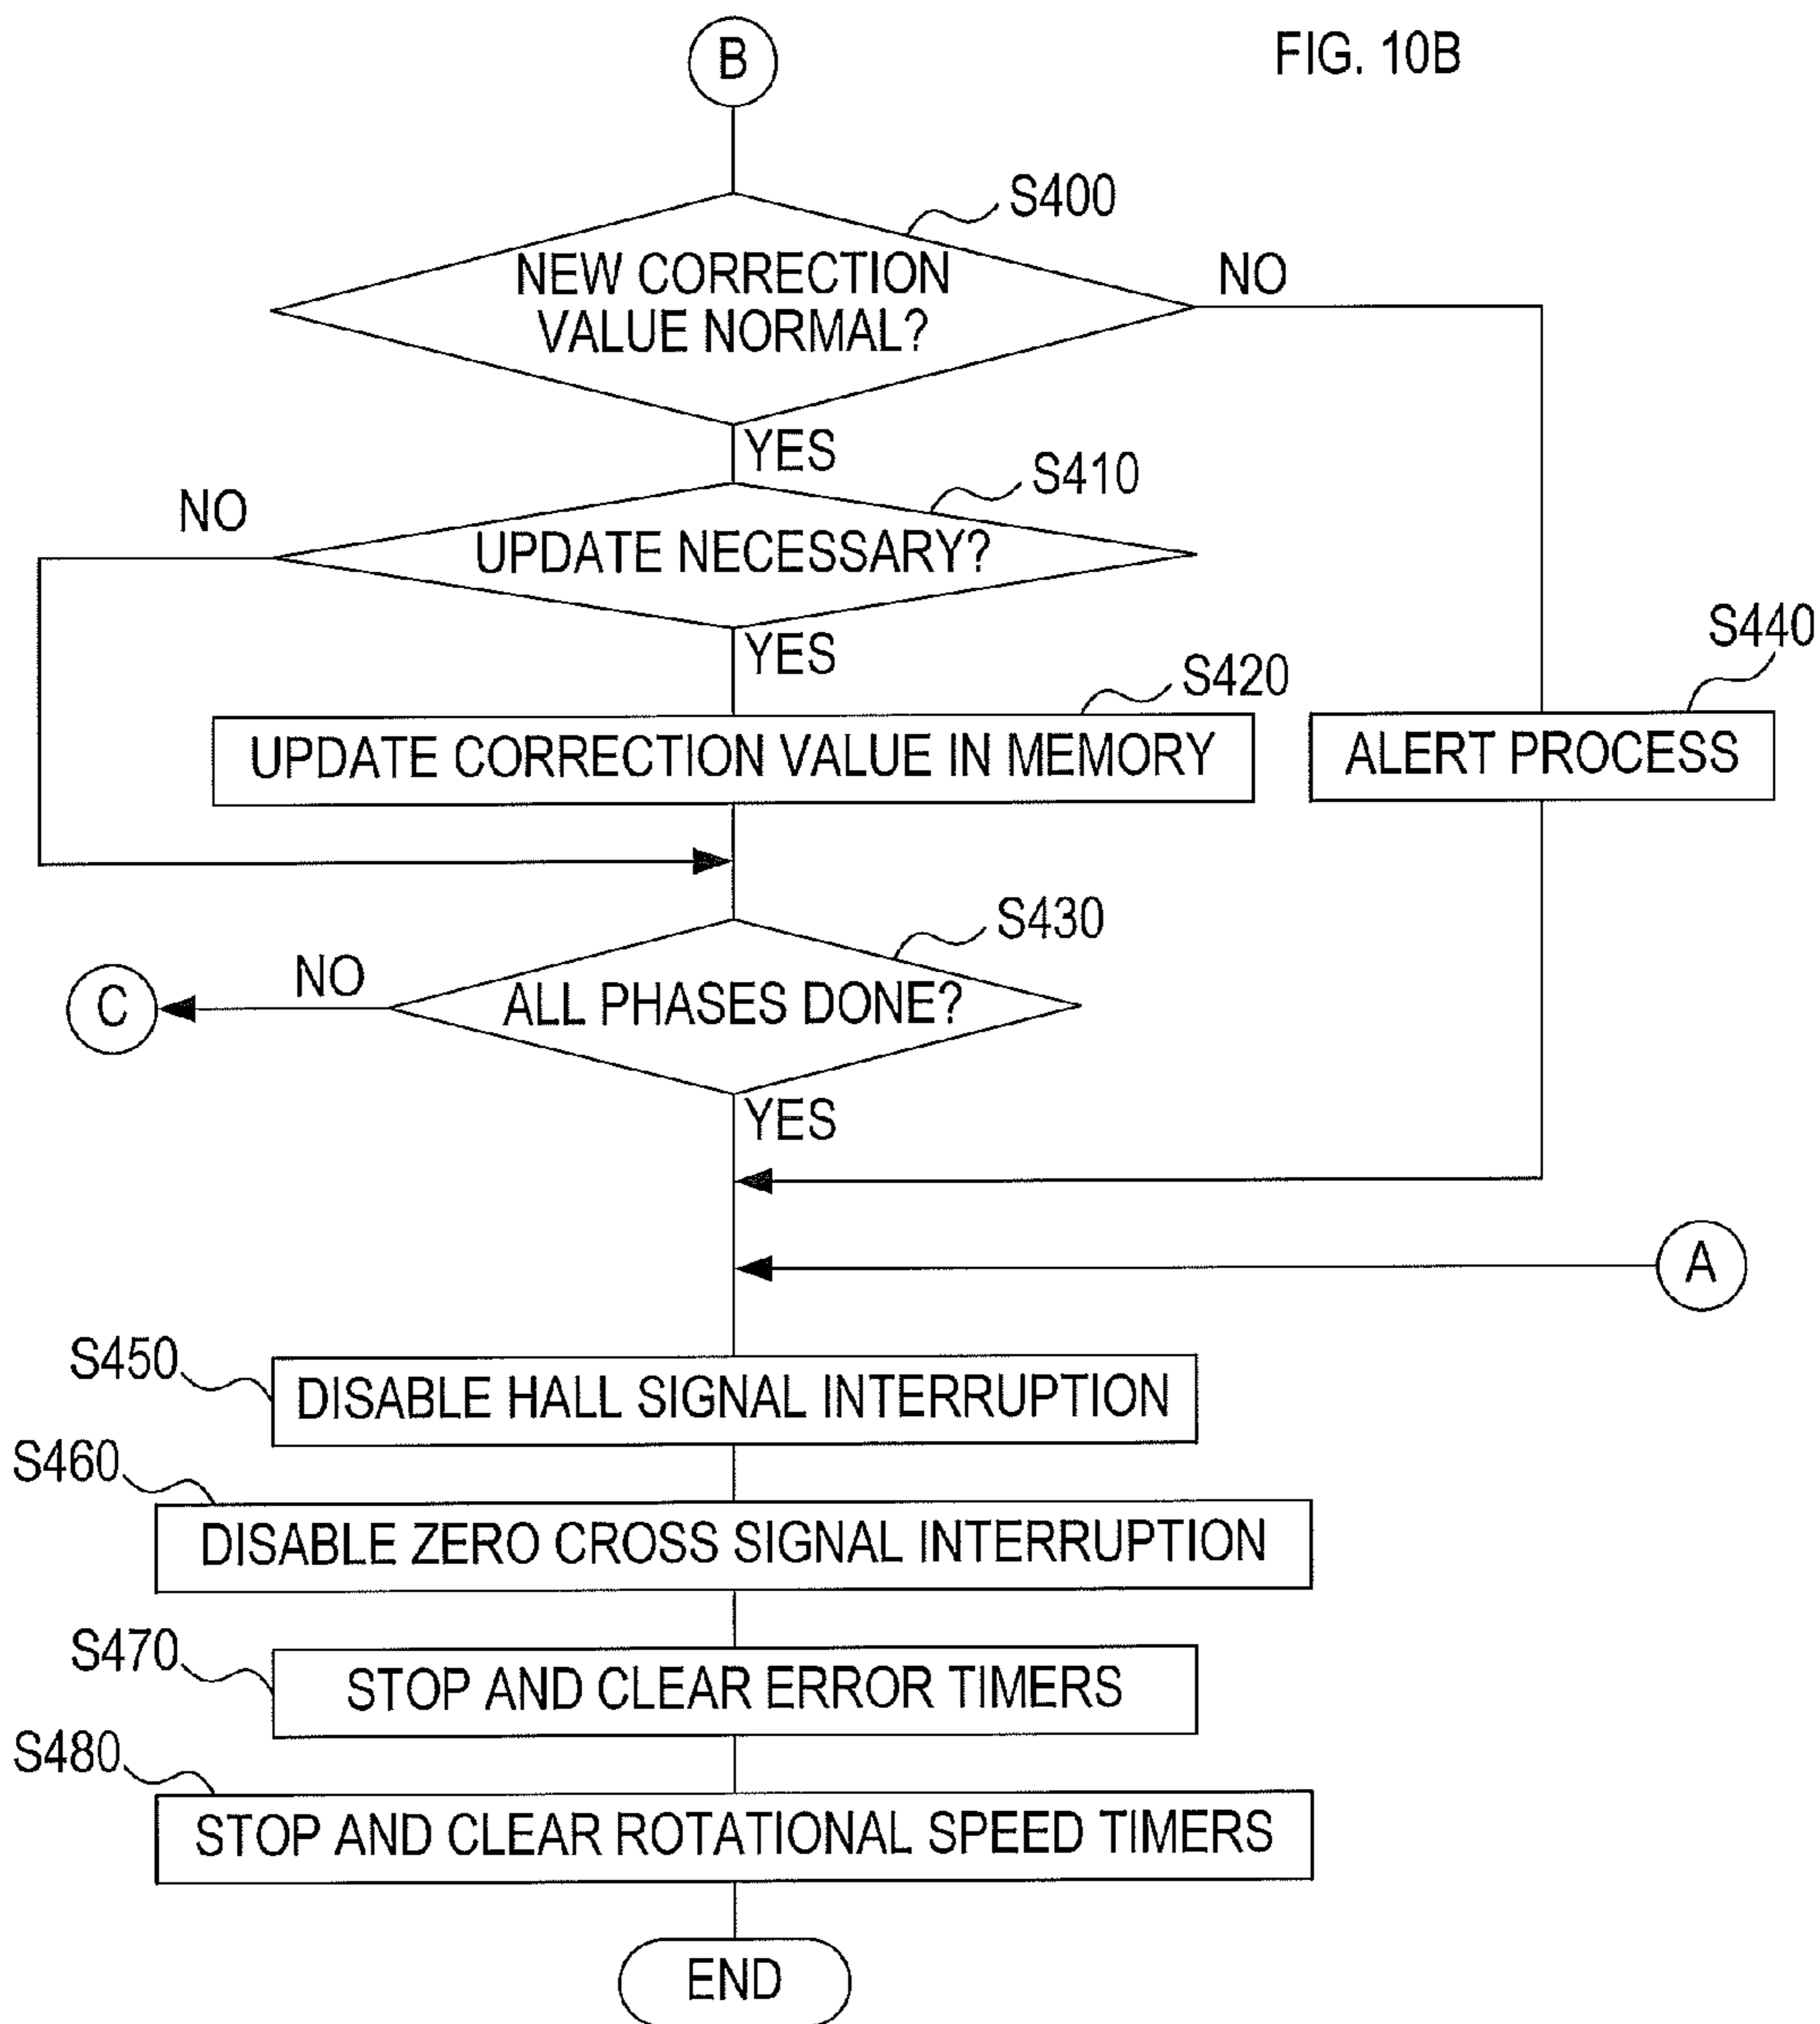 B
FIG. 10B
S400
NEW CORRECTION
VALUE NORMAL?
NO
YES
S410
NO
UPDATE NECESSARY?
YES
S440
S420
UPDATE CORRECTION VALUE IN MEMORY
ALERT PROCESS
S430
C
NO
ALL PHASES DONE?
YES
A
S450
DISABLE HALL SIGNAL INTERRUPTION
S460
DISABLE ZERO CROSS SIGNAL INTERRUPTION
S470
STOP AND CLEAR ERROR TIMERS
S480
STOP AND CLEAR ROTATIONAL SPEED TIMERS
END